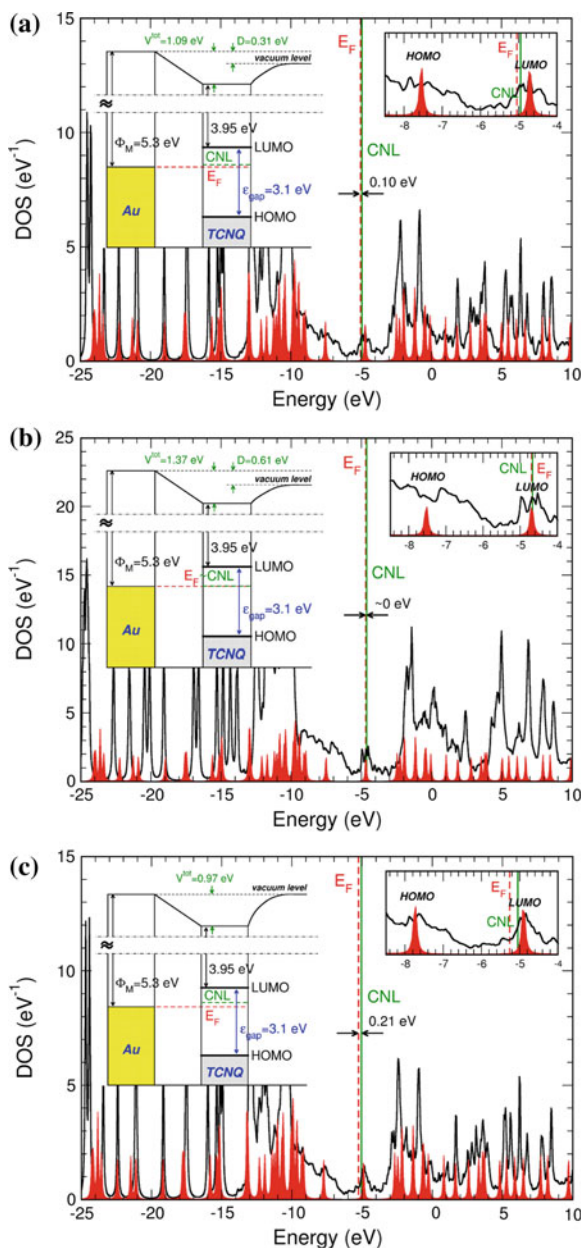 (a)
15
V^tot=1.09 eV D=0.31 eV
E_F
vacuum level
HOMO
E_F
LUMO
CNL
-8 -7 -6 -5 -4
≈
Φ_M=5.3 eV
3.95 eV
LUMO
CNL
E_F
ε_gap=3.1 eV
HOMO
Au
TCNQ
CNL
0.10 eV
DOS (eV⁻¹)
10
5
0
-25 -20 -15 -10 -5 0 5 10
Energy (eV)
(b)
25
V^tot=1.37 eV D=0.61 eV
E_F
vacuum level
HOMO
CNL
E_F
LUMO
-8 -7 -6 -5 -4
≈
Φ_M=5.3 eV
3.95 eV
LUMO
E_F~CNL
ε_gap=3.1 eV
HOMO
Au
TCNQ
CNL
~0 eV
DOS (eV⁻¹)
20
15
10
5
0
-25 -20 -15 -10 -5 0 5 10
Energy (eV)
(c)
15
V^tot=0.97 eV
E_F
vacuum level
HOMO
E_F
LUMO
CNL
-8 -7 -6 -5 -4
≈
Φ_M=5.3 eV
3.95 eV
LUMO
CNL
E_F
ε_gap=3.1 eV
HOMO
Au
TCNQ
CNL
0.21 eV
DOS (eV⁻¹)
10
5
0
-25 -20 -15 -10 -5 0 5 10
Energy (eV)